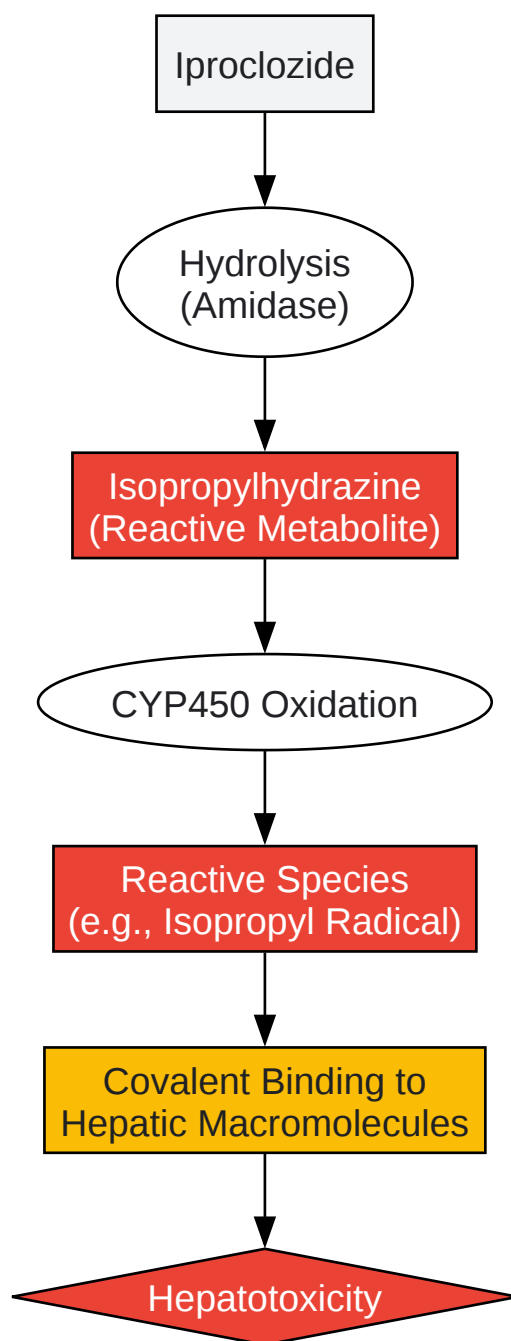 Iproclozide
Hydrolysis
(Amidase)
Isopropylhydrazine
(Reactive Metabolite)
CYP450 Oxidation
Reactive Species
(e.g., Isopropyl Radical)
Covalent Binding to
Hepatic Macromolecules
Hepatotoxicity